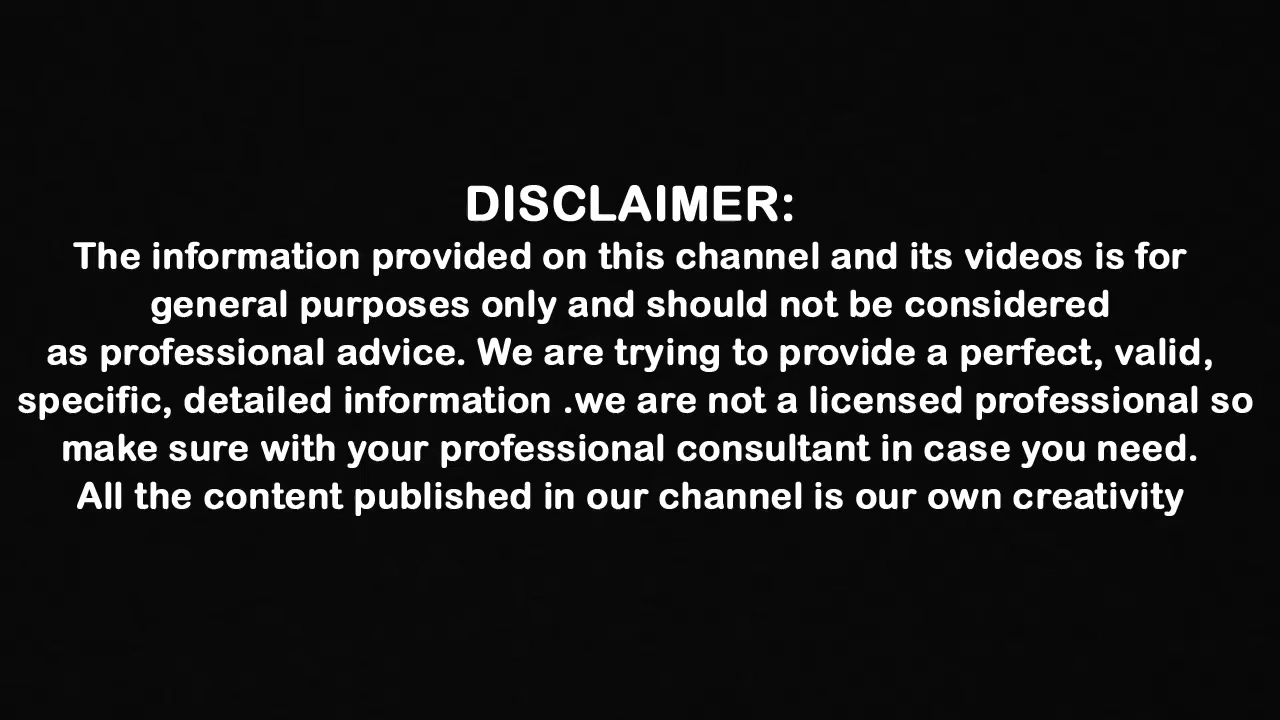 DISCLAIMER:
The information provided on this channel and its videos is for
general purposes only and should not be considered
as professional advice. We are trying to provide a perfect, valid,
specific, detailed information .we are not a licensed professional so
make sure with your professional consultant in case you need.
All the content published in our channel is our own creativity